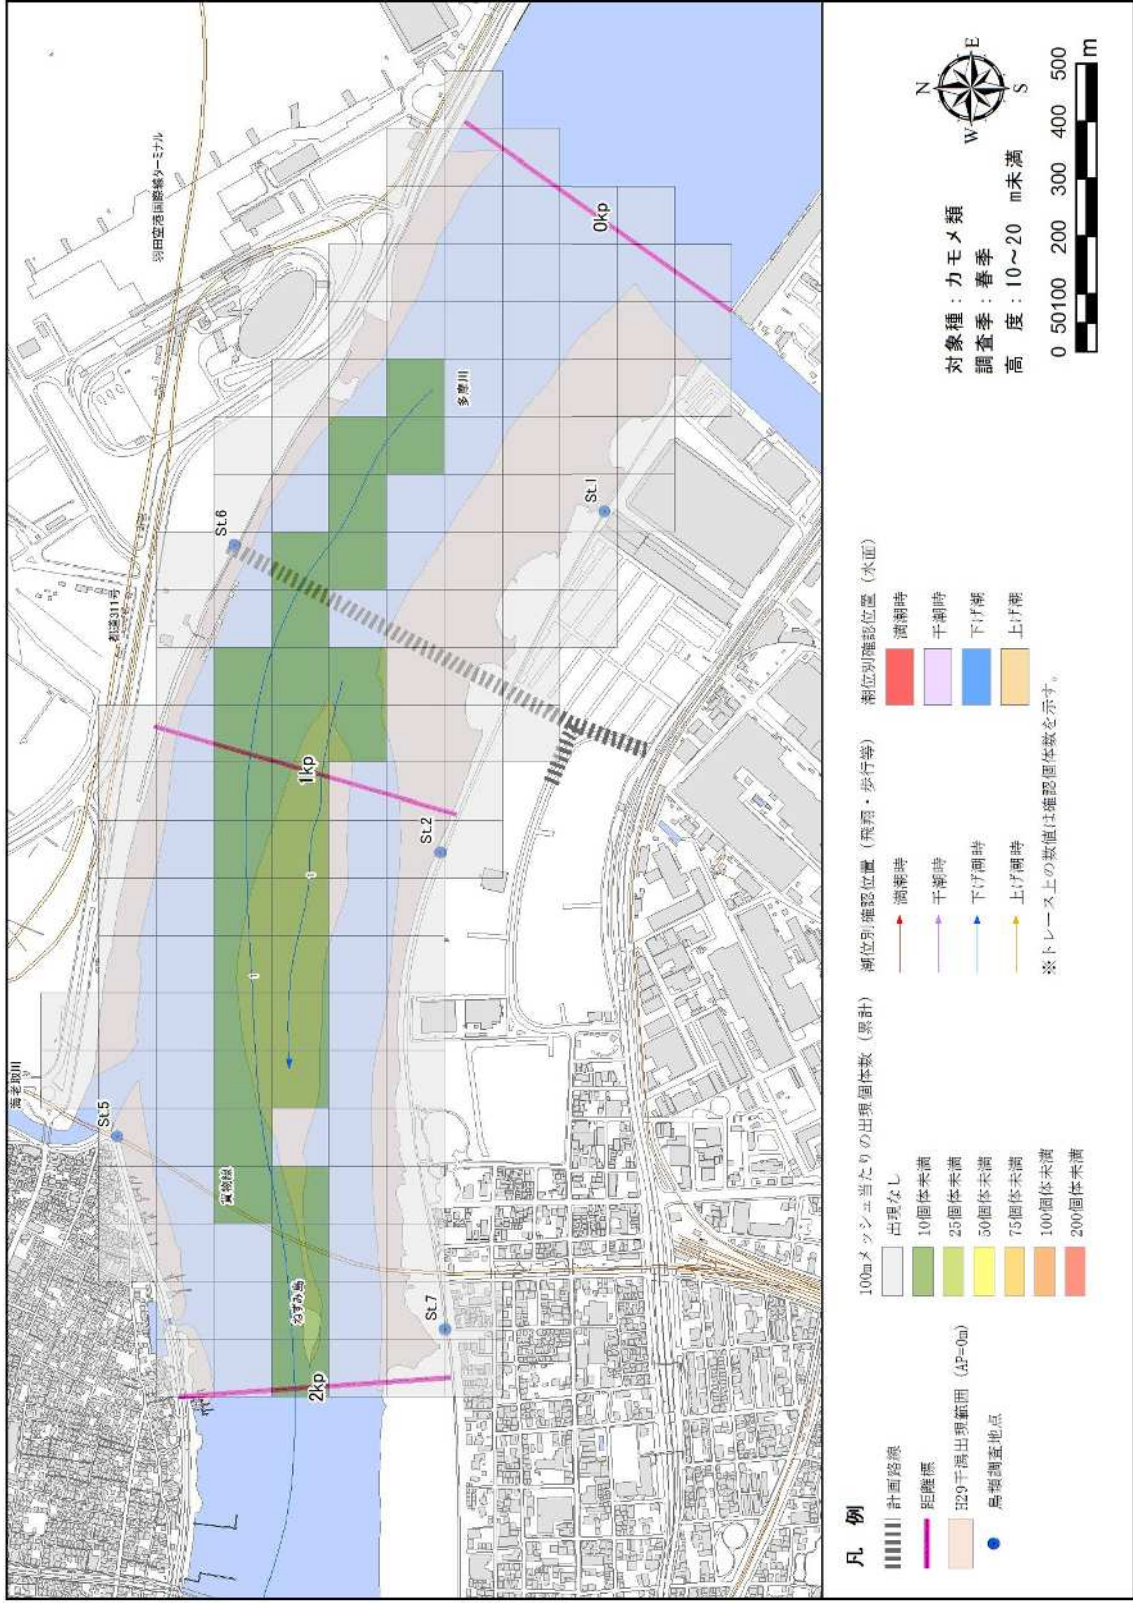 羽田空港国際線ターミナル
都道311号
海老取川
St.6
St.5
多摩川
0kp
St.1
1kp
1
1
St.2
貨物線
ねずみ島
2kp
St.7
N
W
E
S
対象種：カモメ類
調査季：春季
高　度：10～20　m未満
0 50100 200 300 400 500
m
凡　例
計画路線
距離標
H29干潟出現範囲（AP=0m）
鳥類調査地点
100mメッシュ当たりの出現個体数（累計）
出現なし
10個体未満
25個体未満
50個体未満
75個体未満
100個体未満
200個体未満
潮位別確認位置（飛翔・歩行等）
満潮時
干潮時
下げ潮時
上げ潮時
潮位別確認位置（水面）
満潮時
干潮時
下げ潮
上げ潮
※トレース上の数値は確認個体数を示す。